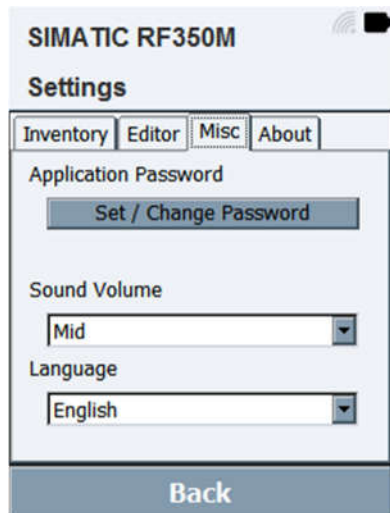 SIMATIC RF350M
Settings
Inventory Editor Misc About
Application Password
Set / Change Password
Sound Volume
Mid
Language
English
Back